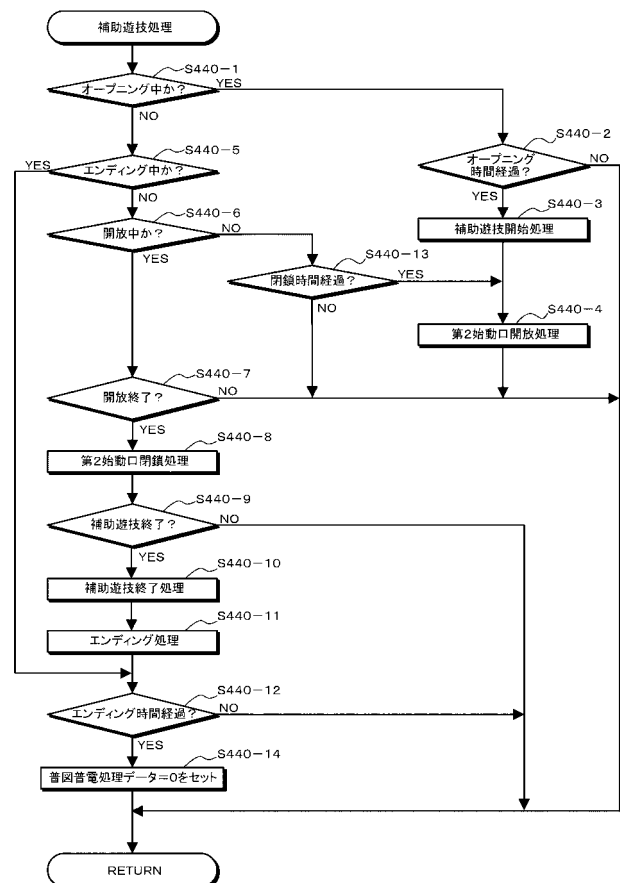 補助遊技処理
S440-1
オープニング中か?
YES
NO
S440-2
オープニング
時間経過?
NO
YES
S440-5
YES
エンディング中か?
NO
S440-3
補助遊技開始処理
S440-6
開放中か?
NO
YES
S440-13
閉鎖時間経過?
YES
NO
S440-4
第2始動口開放処理
S440-7
開放終了?
NO
YES
S440-8
第2始動口閉鎖処理
S440-9
補助遊技終了?
NO
YES
S440-10
補助遊技終了処理
S440-11
エンディング処理
S440-12
エンディング時間経過?
NO
YES
S440-14
普図普電処理データ=0をセット
RETURN